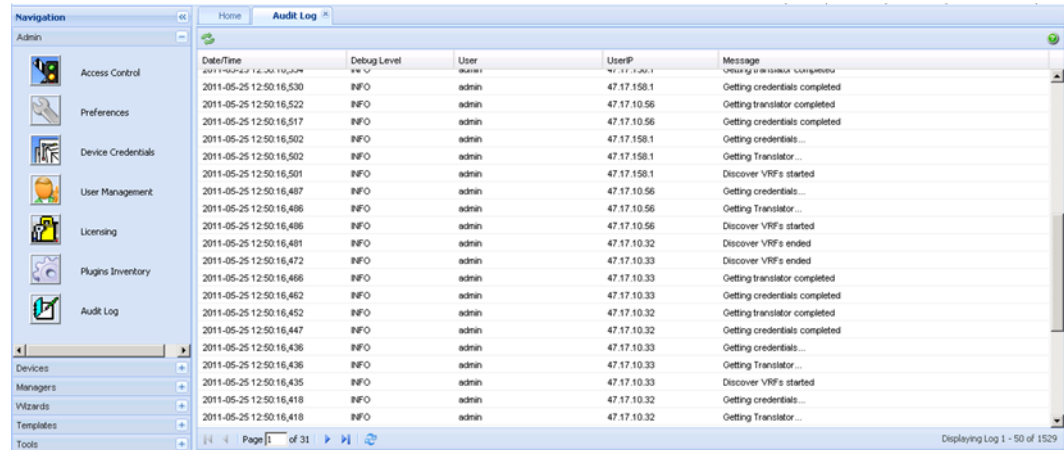 Navigation
Home
Audit Log
Admin
Access Control
Preferences
Device Credentials
User Management
Licensing
Plugins Inventory
Audit Log
Devices
Managers
Wizards
Templates
Tools
Date/Time Debug Level User UserIP Message
2011-05-25 12:50:16,534 INFO admin 47.17.158.1 Getting translator completed
2011-05-25 12:50:16,530 INFO admin 47.17.158.1 Getting credentials completed
2011-05-25 12:50:16,522 INFO admin 47.17.10.56 Getting translator completed
2011-05-25 12:50:16,517 INFO admin 47.17.10.56 Getting credentials completed
2011-05-25 12:50:16,502 INFO admin 47.17.158.1 Getting credentials...
2011-05-25 12:50:16,502 INFO admin 47.17.158.1 Getting Translator...
2011-05-25 12:50:16,501 INFO admin 47.17.158.1 Discover VRFs started
2011-05-25 12:50:16,487 INFO admin 47.17.10.56 Getting credentials...
2011-05-25 12:50:16,486 INFO admin 47.17.10.56 Getting Translator...
2011-05-25 12:50:16,486 INFO admin 47.17.10.56 Discover VRFs started
2011-05-25 12:50:16,481 INFO admin 47.17.10.32 Discover VRFs ended
2011-05-25 12:50:16,472 INFO admin 47.17.10.33 Discover VRFs ended
2011-05-25 12:50:16,466 INFO admin 47.17.10.33 Getting translator completed
2011-05-25 12:50:16,462 INFO admin 47.17.10.33 Getting credentials completed
2011-05-25 12:50:16,452 INFO admin 47.17.10.32 Getting translator completed
2011-05-25 12:50:16,447 INFO admin 47.17.10.32 Getting credentials completed
2011-05-25 12:50:16,436 INFO admin 47.17.10.33 Getting credentials...
2011-05-25 12:50:16,436 INFO admin 47.17.10.33 Getting Translator...
2011-05-25 12:50:16,435 INFO admin 47.17.10.33 Discover VRFs started
2011-05-25 12:50:16,418 INFO admin 47.17.10.32 Getting credentials...
2011-05-25 12:50:16,418 INFO admin 47.17.10.32 Getting Translator...
Page 1 of 31
Displaying Log 1 - 50 of 1529